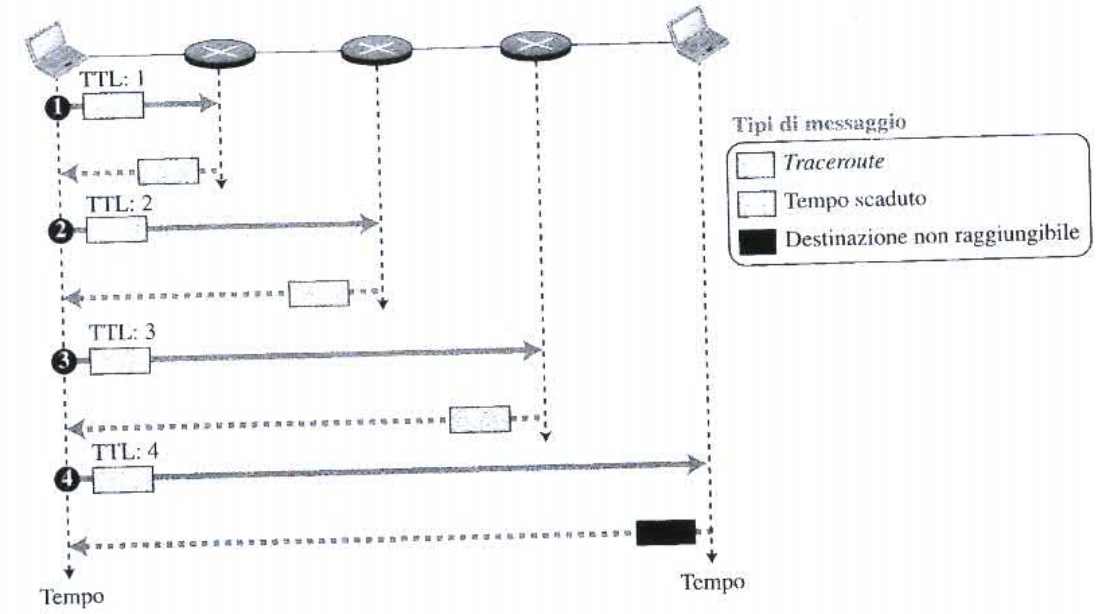 TTL: 1
1
Tipi di messaggio
Traceroute
Tempo scaduto
Destinazione non raggiungibile
TTL: 2
2
TTL: 3
3
TTL: 4
4
Tempo
Tempo